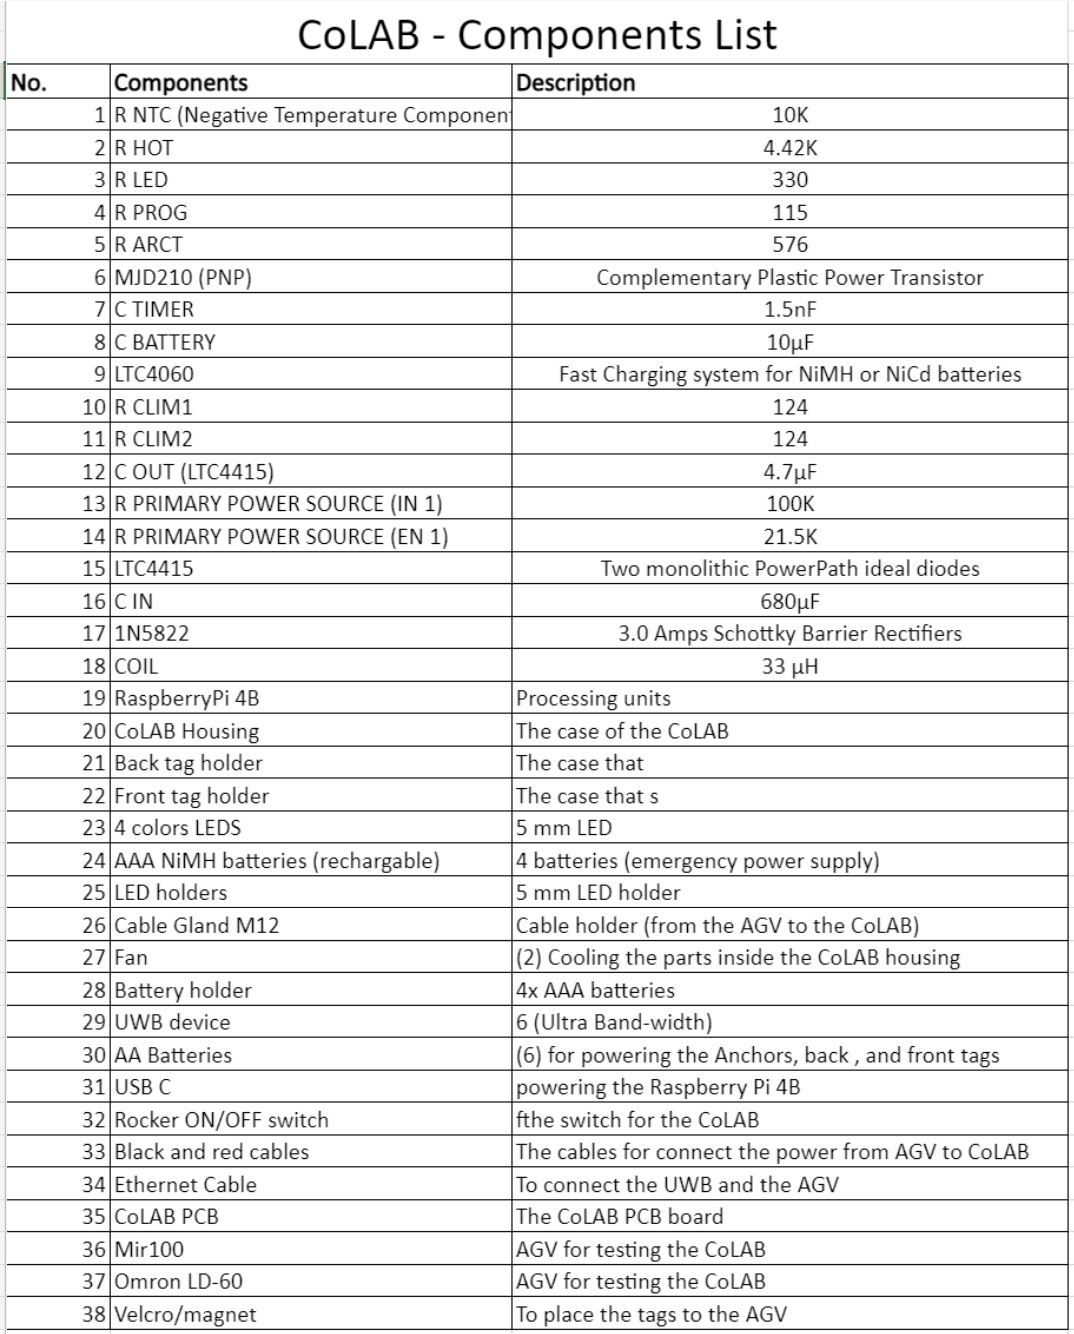 CoLAB - Components List
No. Components Description
1 R NTC (Negative Temperature Component 10K
2 R HOT 4.42K
3 R LED 330
4 R PROG 115
5 R ARCT 576
6 MJD210 (PNP) Complementary Plastic Power Transistor
7 C TIMER 1.5nF
8 C BATTERY 10µF
9 LTC4060 Fast Charging system for NiMH or NiCd batteries
10 R CLIM1 124
11 R CLIM2 124
12 C OUT (LTC4415) 4.7µF
13 R PRIMARY POWER SOURCE (IN 1) 100K
14 R PRIMARY POWER SOURCE (EN 1) 21.5K
15 LTC4415 Two monolithic PowerPath ideal diodes
16 C IN 680µF
17 1N5822 3.0 Amps Schottky Barrier Rectifiers
18 COIL 33 µH
19 RaspberryPi 4B Processing units
20 CoLAB Housing The case of the CoLAB
21 Back tag holder The case that
22 Front tag holder The case that s
23 4 colors LEDS 5 mm LED
24 AAA NiMH batteries (rechargable) 4 batteries (emergency power supply)
25 LED holders 5 mm LED holder
26 Cable Gland M12 Cable holder (from the AGV to the CoLAB)
27 Fan (2) Cooling the parts inside the CoLAB housing
28 Battery holder 4x AAA batteries
29 UWB device 6 (Ultra Band-width)
30 AA Batteries (6) for powering the Anchors, back , and front tags
31 USB C powering the Raspberry Pi 4B
32 Rocker ON/OFF switch fthe switch for the CoLAB
33 Black and red cables The cables for connect the power from AGV to CoLAB
34 Ethernet Cable To connect the UWB and the AGV
35 CoLAB PCB The CoLAB PCB board
36 Mir100 AGV for testing the CoLAB
37 Omron LD-60 AGV for testing the CoLAB
38 Velcro/magnet To place the tags to the AGV